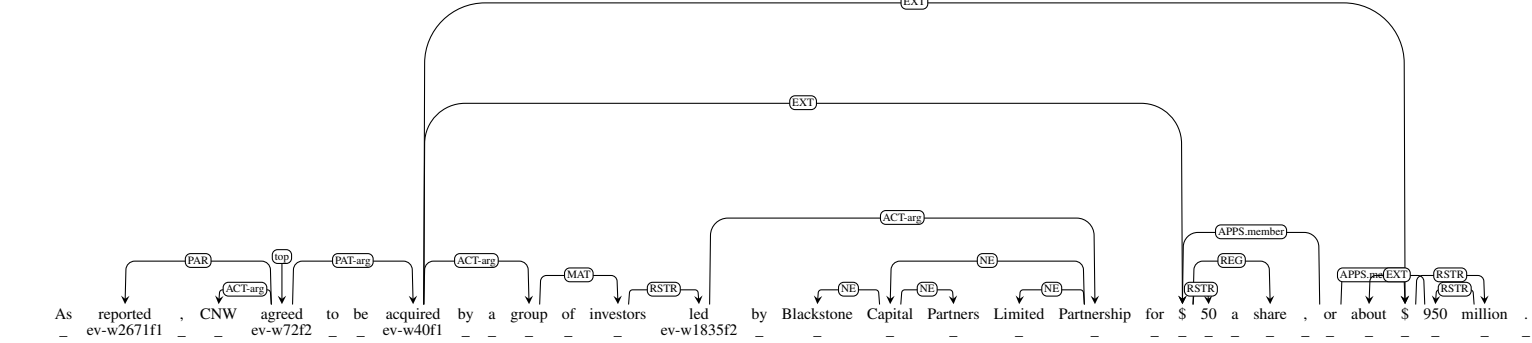 EXT
EXT
ACT-arg
APPS.member
PAR top PAT-arg ACT-arg NE REG
MAT APPS.me EXT RSTR
ACT-arg RSTR NE NE NE RSTR RSTR
As reported , CNW agreed to be acquired by a group of investors led by Blackstone Capital Partners Limited Partnership for $ 50 a share , or about $ 950 million .
_ ev-w2671f1 _ _ ev-w72f2 _ _ ev-w40f1 _ _ _ _ _ ev-w1835f2 _ _ _ _ _ _ _ _ _ _ _ _ _ _ _ _ _ _